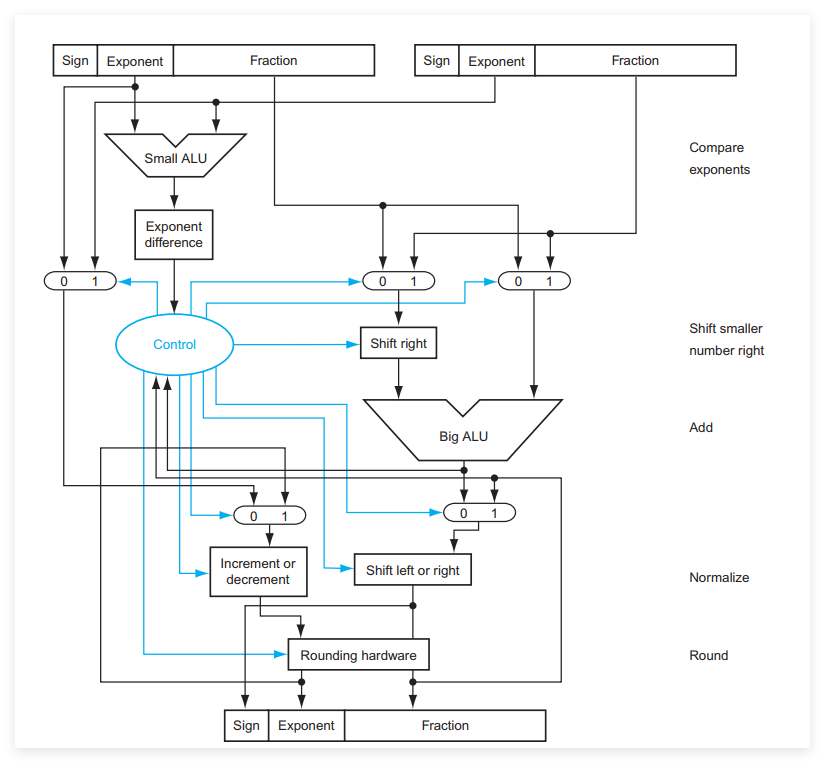 Sign Exponent Fraction Sign Exponent Fraction
Compare
exponents
Small ALU
Exponent
difference
0 1 0 1 0 1
Control
Shift right
Shift smaller
number right
Big ALU
Add
0 1 0 1
Increment or
decrement
Shift left or right
Normalize
Rounding hardware
Round
Sign Exponent Fraction